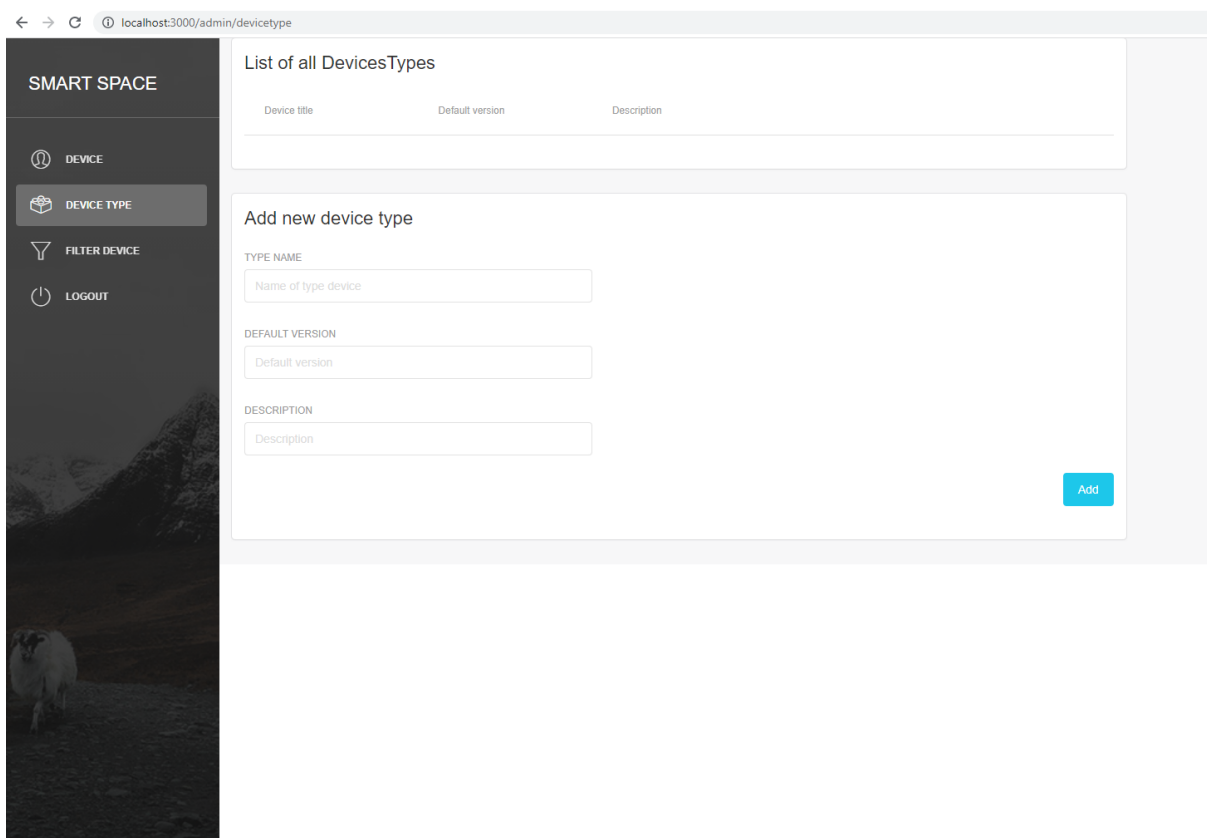 localhost:3000/admin/devicetype
SMART SPACE
DEVICE
DEVICE TYPE
FILTER DEVICE
LOGOUT
List of all DevicesTypes
Device title Default version Description
Add new device type
TYPE NAME
Name of type device
DEFAULT VERSION
Default version
DESCRIPTION
Description
Add